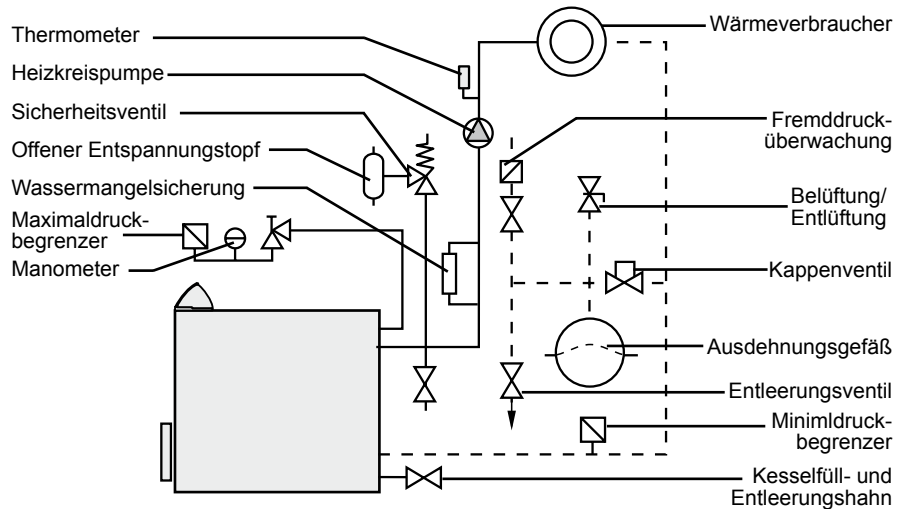 Thermometer
Heizkreispumpe
Sicherheitsventil
Offener Entspannungstopf
Wassermangelsicherung
Maximaldruck-
begrenzer
Manometer
Wärmeverbraucher
Fremddruck-
überwachung
Belüftung/
Entlüftung
Kappenventil
Ausdehnungsgefäß
Entleerungsventil
Minimldruck-
begrenzer
Kesselfüll- und
Entleerungshahn